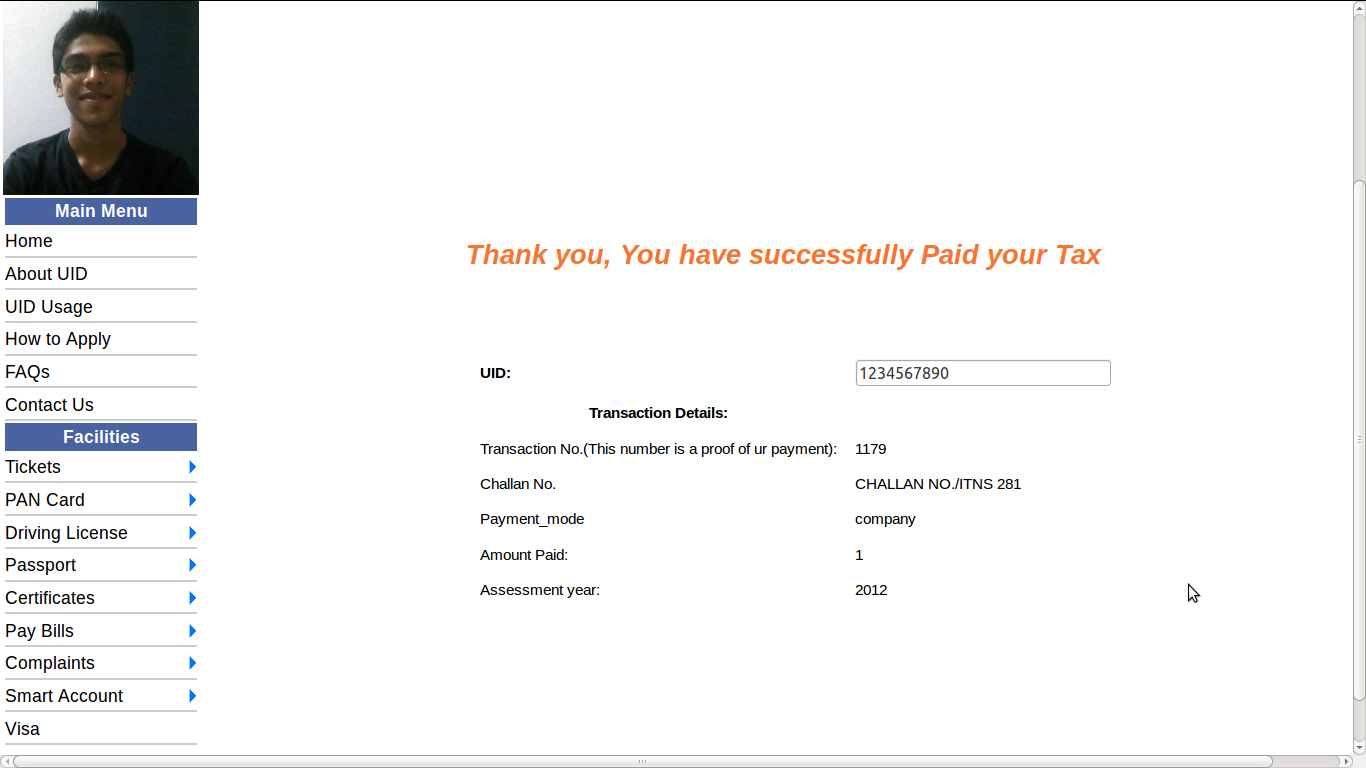 Main Menu
Home
About UID
UID Usage
How to Apply
FAQs
Contact Us
Facilities
Tickets
PAN Card
Driving License
Passport
Certificates
Pay Bills
Complaints
Smart Account
Visa
Thank you, You have successfully Paid your Tax
UID: 1234567890
Transaction Details:
Transaction No.(This number is a proof of ur payment): 1179
Challan No. CHALLAN NO./ITNS 281
Payment_mode company
Amount Paid: 1
Assessment year: 2012